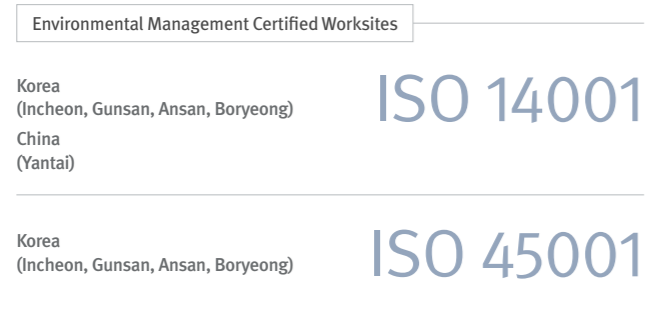 Environmental Management Certified Worksites
Korea
(Incheon, Gunsan, Ansan, Boryeong)
China
(Yantai)
ISO 14001
Korea
(Incheon, Gunsan, Ansan, Boryeong)
ISO 45001